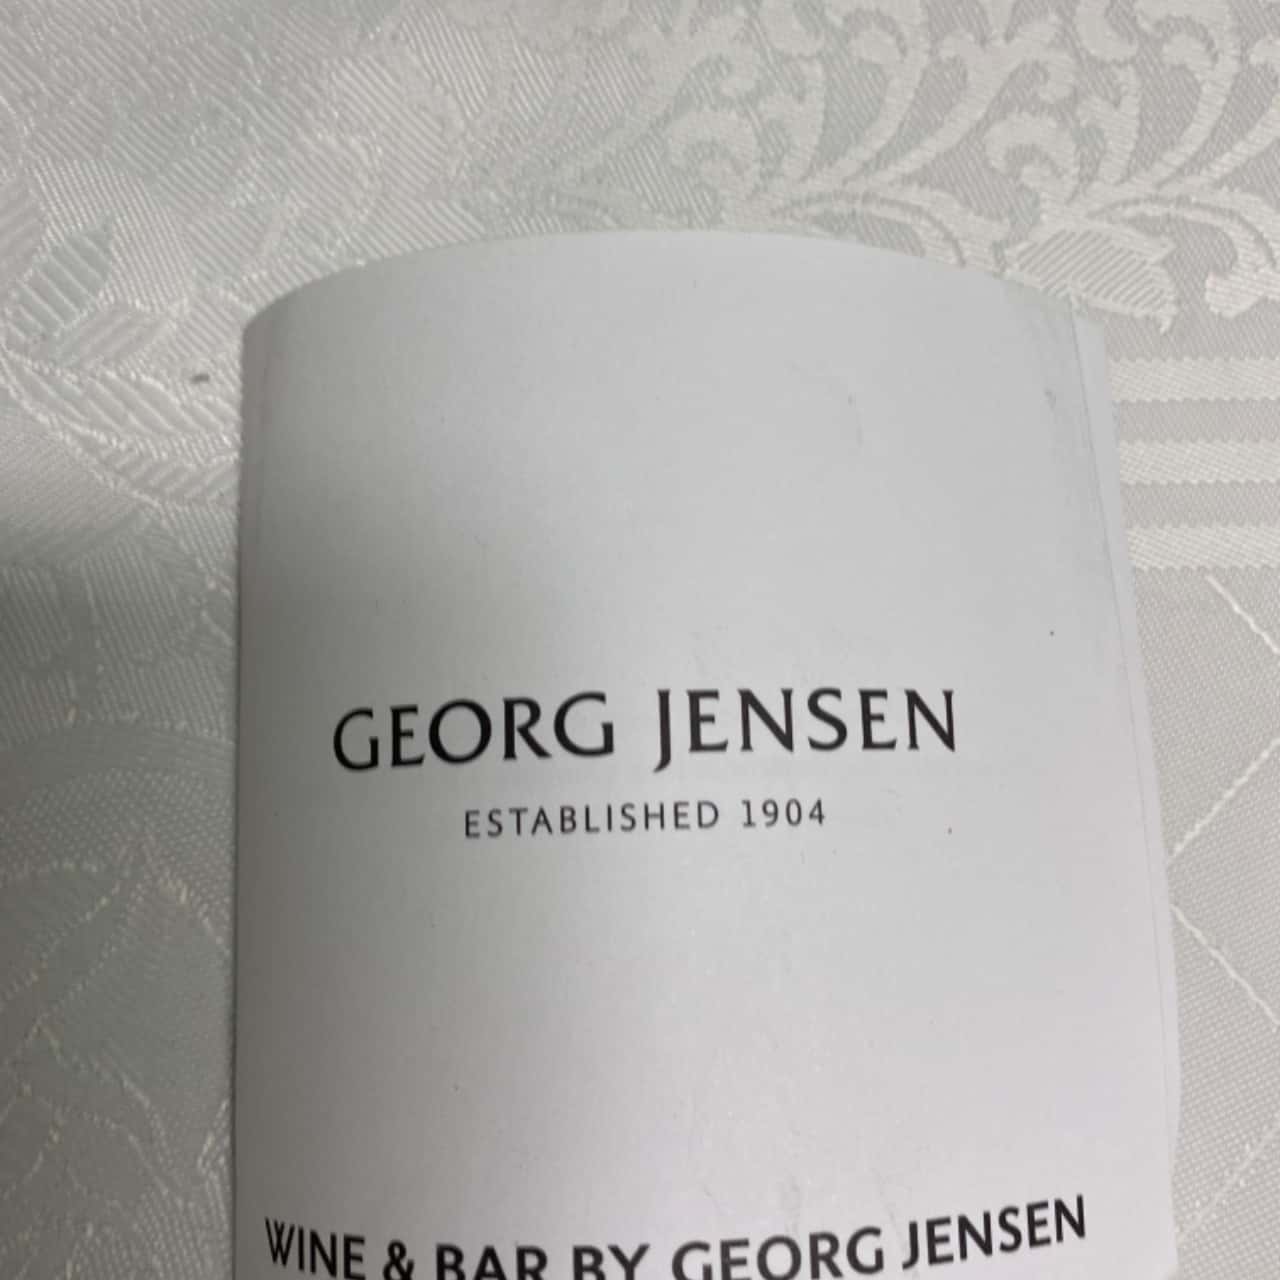 GEORG JENSEN
ESTABLISHED 1904
WINE & BAR BY GEORG JENSEN